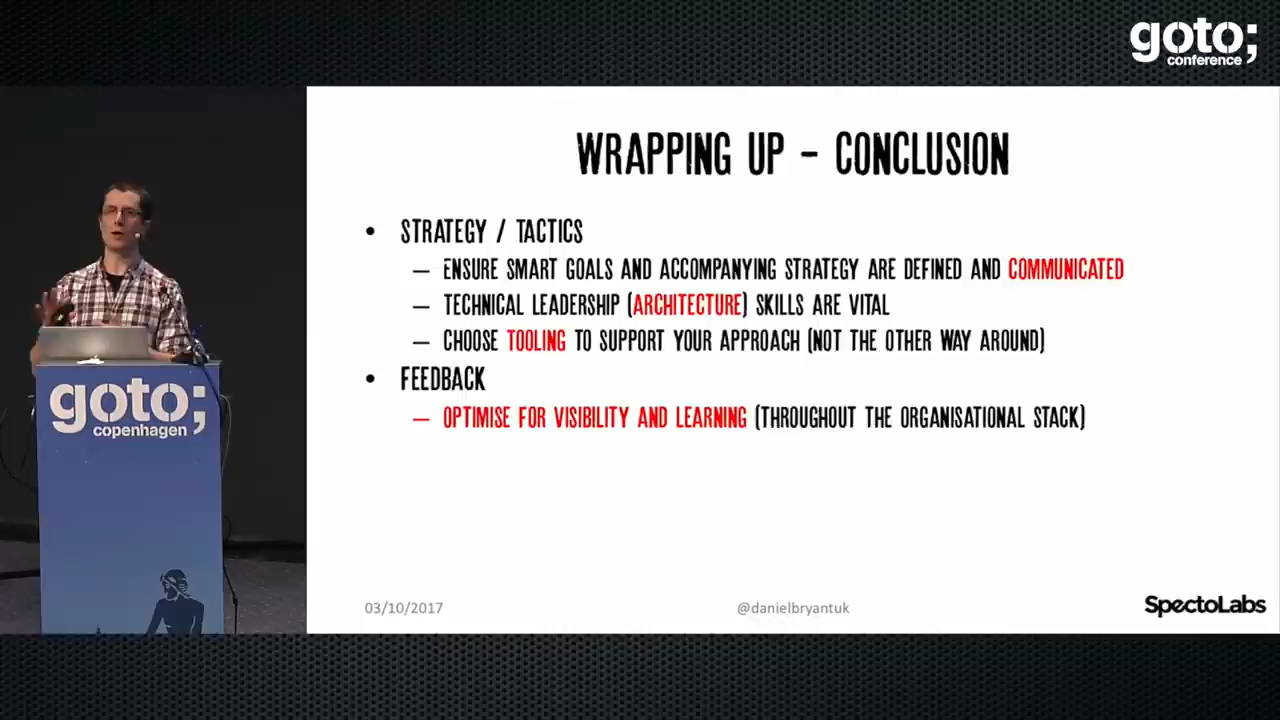 goto;
conference
WRAPPING UP - CONCLUSION
• STRATEGY / TACTICS
– ENSURE SMART GOALS AND ACCOMPANYING STRATEGY ARE DEFINED AND COMMUNICATED
– TECHNICAL LEADERSHIP (ARCHITECTURE) SKILLS ARE VITAL
– CHOOSE TOOLING TO SUPPORT YOUR APPROACH (NOT THE OTHER WAY AROUND)
• FEEDBACK
– OPTIMISE FOR VISIBILITY AND LEARNING (THROUGHOUT THE ORGANISATIONAL STACK)
03/10/2017
@danielbryantuk
SpectoLabs
goto;
copenhagen